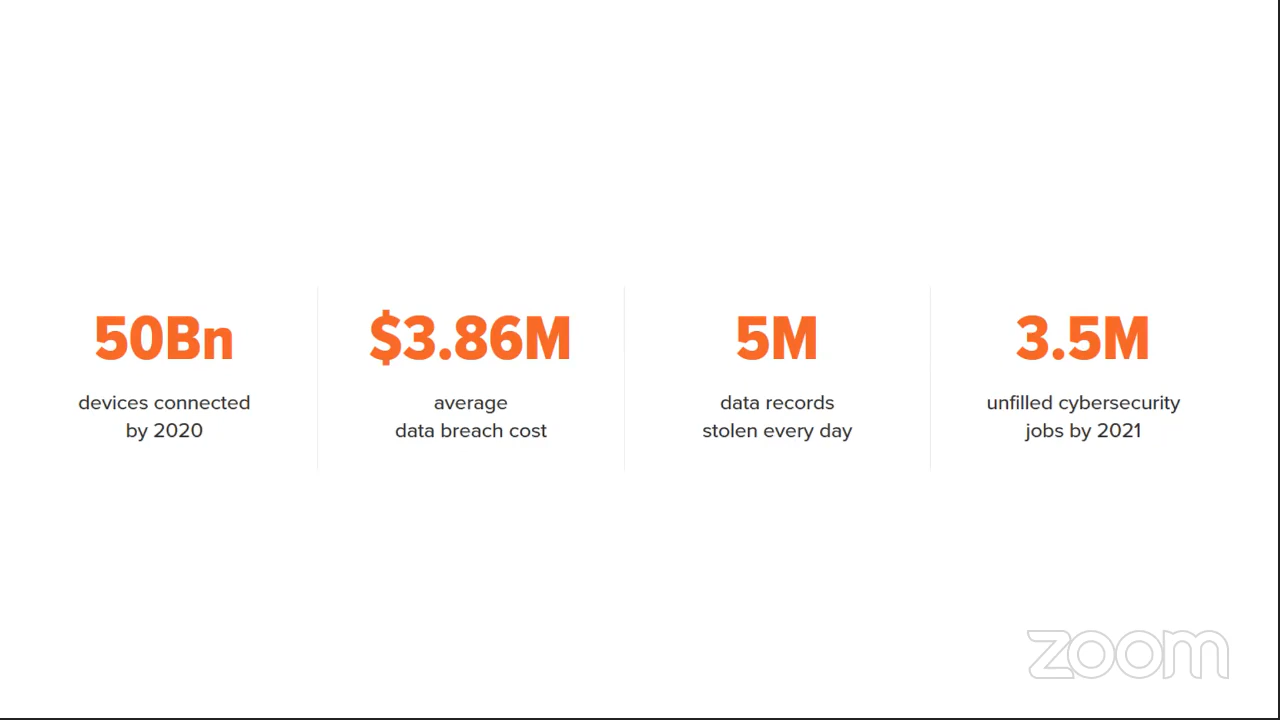 50Bn
devices connected
by 2020
$3.86M
average
data breach cost
5M
data records
stolen every day
3.5M
unfilled cybersecurity
jobs by 2021
zoom